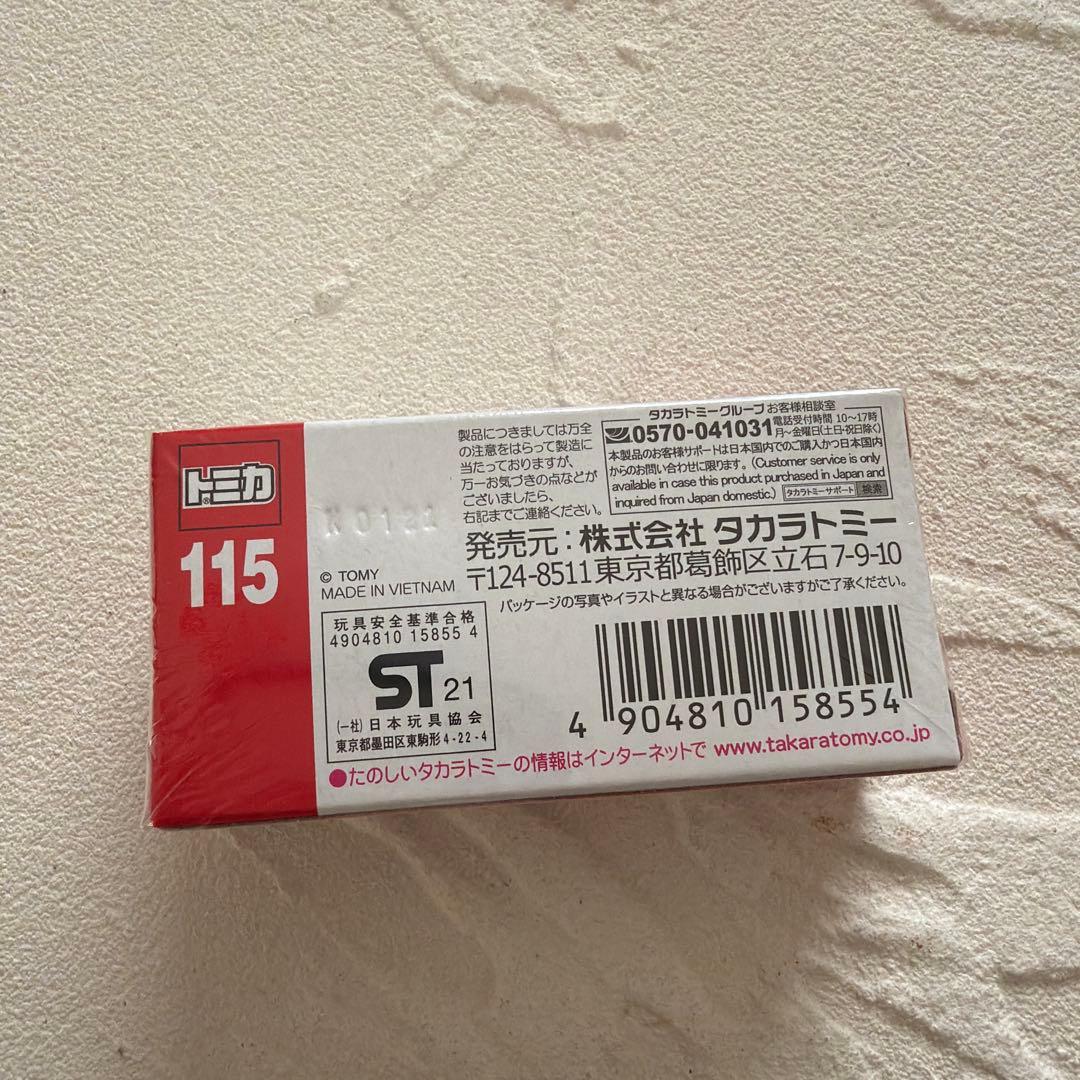 トミカ
®
115
K0121
© TOMY
MADE IN VIETNAM
製品につきましては万全
の注意をはらって製造に
当たっておりますが、
万一お気づきの点などが
ございましたら、
右記までご連絡ください。
タカラトミーグループ お客様相談室
0570-041031
電話受付時間 10〜17時
月〜金曜日(土日・祝日除く)
本製品のお客様サポートは日本国内でのご購入かつ日本国内
からのお問い合わせに限ります。(Customer service is only
available in case this product purchased in Japan and
inquired from Japan domestic.)
タカラトミーサポート 検索
発売元:株式会社 タカラトミー
〒124-8511東京都葛飾区立石7-9-10
パッケージの写真やイラストと異なる場合がございますがご了承ください。
玩具安全基準合格
4904810 15855 4
ST 21
(一社)日本玩具協会
東京都墨田区東駒形4-22-4
4 904810 158554
●たのしいタカラトミーの情報はインターネットで www.takaratomy.co.jp